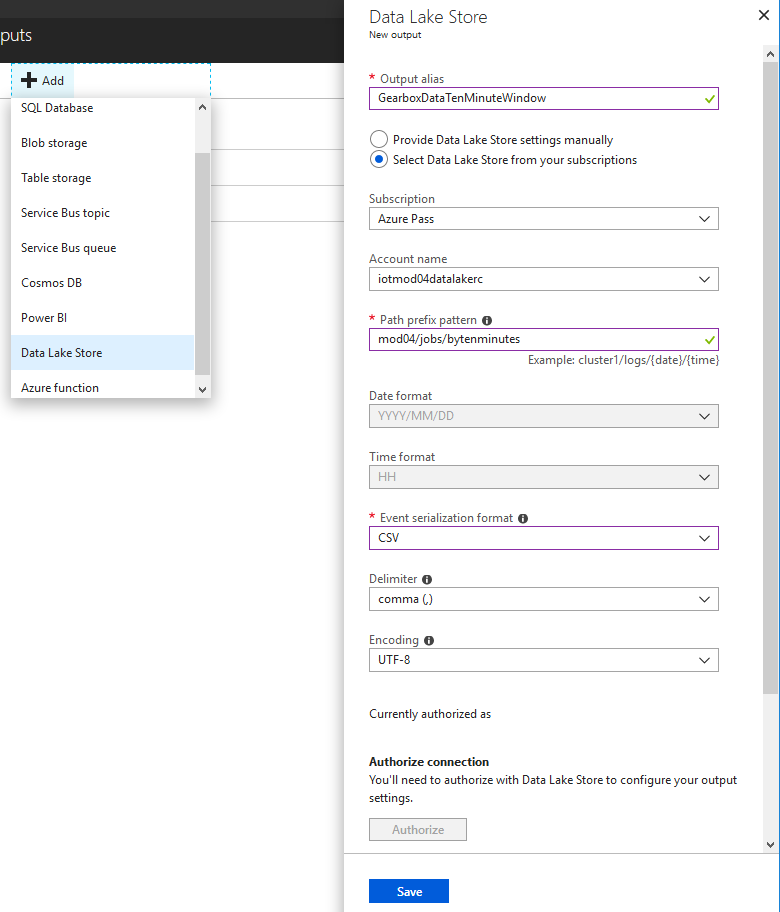 puts
Add
SQL Database
Blob storage
Table storage
Service Bus topic
Service Bus queue
Cosmos DB
Power BI
Data Lake Store
Azure function
Data Lake Store
New output
* Output alias
GearboxDataTenMinuteWindow
Provide Data Lake Store settings manually
Select Data Lake Store from your subscriptions
Subscription
Azure Pass
Account name
iotmod04datalakerc
* Path prefix pattern
mod04/jobs/bytenminutes
Example: cluster1/logs/{date}/{time}
Date format
YYYY/MM/DD
Time format
HH
* Event serialization format
CSV
Delimiter
comma (,)
Encoding
UTF-8
Currently authorized as
Authorize connection
You'll need to authorize with Data Lake Store to configure your output
settings.
Authorize
Save